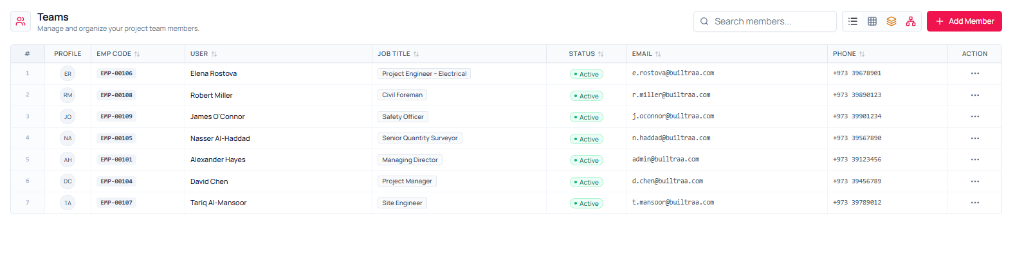 Teams
Manage and organize your project team members.
Search members...
+ Add Member
# PROFILE EMP CODE USER JOB TITLE STATUS EMAIL PHONE ACTION
1 ER EMP-00106 Elena Rostova Project Engineer – Electrical Active e.rostova@builtraa.com +973 39678901
2 RM EMP-00108 Robert Miller Civil Foreman Active r.miller@builtraa.com +973 39890123
3 JO EMP-00109 James O'Connor Safety Officer Active j.oconnor@builtraa.com +973 39901234
4 NA EMP-00105 Nasser Al-Haddad Senior Quantity Surveyor Active n.haddad@builtraa.com +973 39567890
5 AH EMP-00101 Alexander Hayes Managing Director Active admin@builtraa.com +973 39123456
6 DC EMP-00104 David Chen Project Manager Active d.chen@builtraa.com +973 39456789
7 TA EMP-00107 Tariq Al-Mansoor Site Engineer Active t.mansoor@builtraa.com +973 39789012